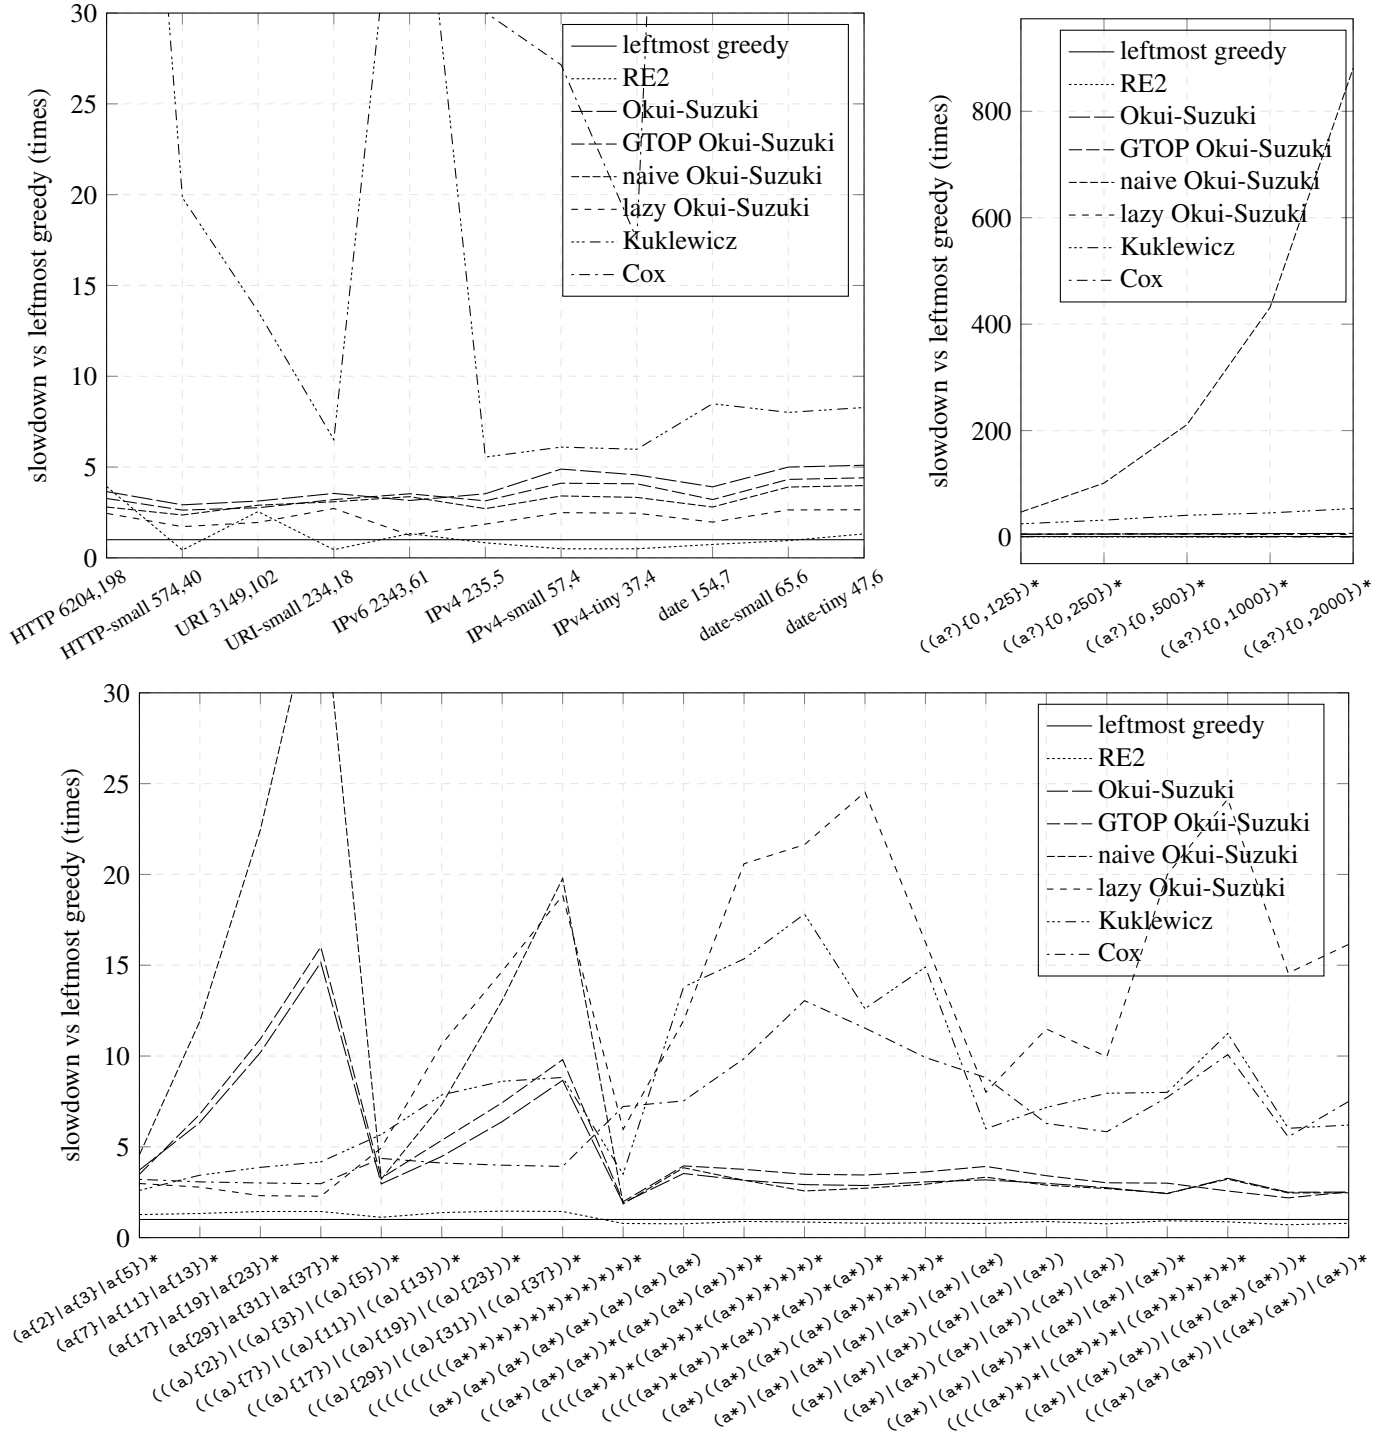 slowdown vs leftmost greedy (times)
30
25
20
15
10
5
0
leftmost greedy
RE2
Okui-Suzuki
GTOP Okui-Suzuki
naive Okui-Suzuki
lazy Okui-Suzuki
Kuklewicz
Cox
HTTP 6204,198
HTTP-small 574,40
URI 3149,102
URI-small 234,18
IPv6 2343,61
IPv4 235,5
IPv4-small 57,4
IPv4-tiny 37,4
date 154,7
date-small 65,6
date-tiny 47,6
slowdown vs leftmost greedy (times)
800
600
400
200
0
leftmost greedy
RE2
Okui-Suzuki
GTOP Okui-Suzuki
naive Okui-Suzuki
lazy Okui-Suzuki
Kuklewicz
Cox
((a?){0,125})*
((a?){0,250})*
((a?){0,500})*
((a?){0,1000})*
((a?){0,2000})*
slowdown vs leftmost greedy (times)
30
25
20
15
10
5
0
leftmost greedy
RE2
Okui-Suzuki
GTOP Okui-Suzuki
naive Okui-Suzuki
lazy Okui-Suzuki
Kuklewicz
Cox
(a{2}|a{3}|a{5})*
(a{7}|a{11}|a{13})*
(a{17}|a{19}|a{23})*
(a{29}|a{31}|a{37})*
(((a){2})|((a){3})|((a){5}))*
(((a){7})|((a){11})|((a){13}))*
(((a){17})|((a){19})|((a){23}))*
(((a){29})|((a){31})|((a){37}))*